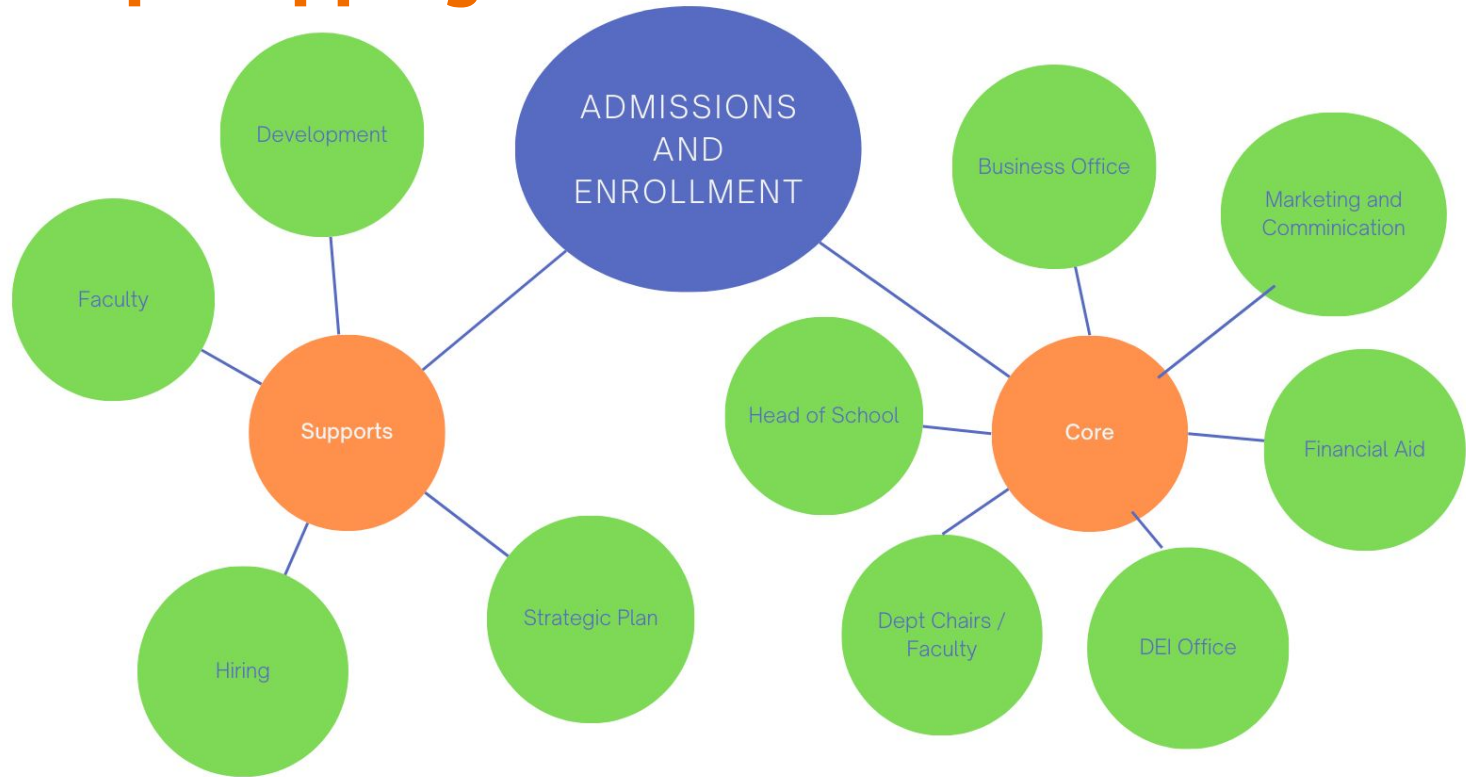 ADMISSIONS
AND
ENROLLMENT
Development
Faculty
Supports
Hiring
Strategic Plan
Business Office
Marketing and
Comminication
Head of School
Core
Financial Aid
Dept Chairs /
Faculty
DEI Office